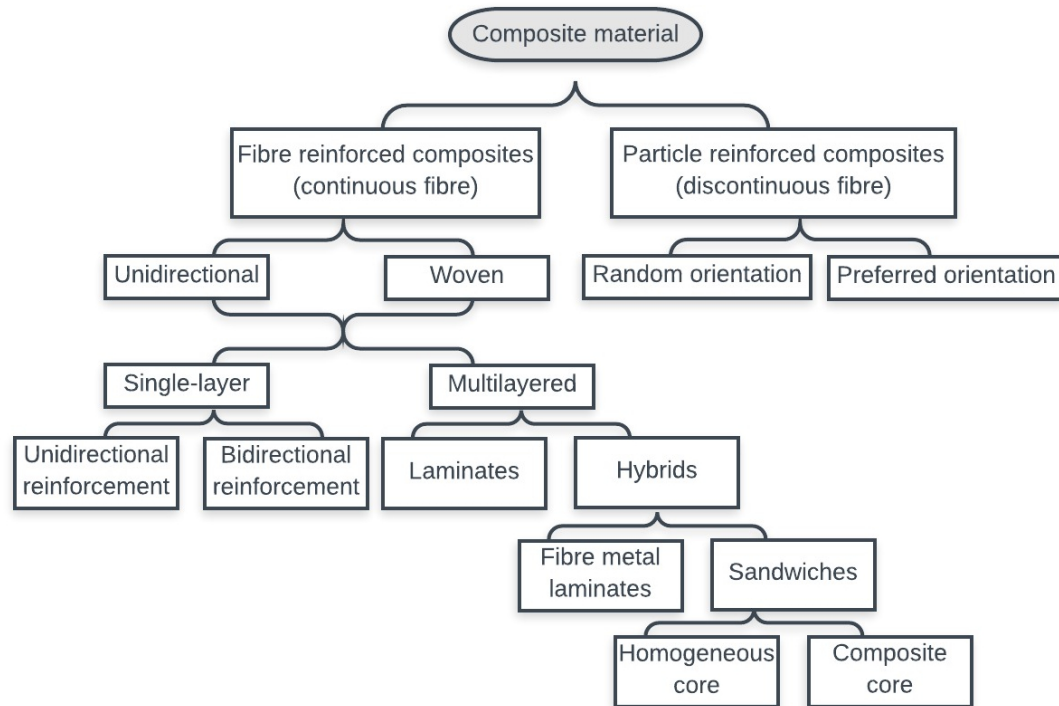 Composite material
Fibre reinforced composites
(continuous fibre)
Particle reinforced composites
(discontinuous fibre)
Unidirectional
Woven
Random orientation
Preferred orientation
Single-layer
Multilayered
Unidirectional
reinforcement
Bidirectional
reinforcement
Laminates
Hybrids
Fibre metal
laminates
Sandwiches
Homogeneous
core
Composite
core